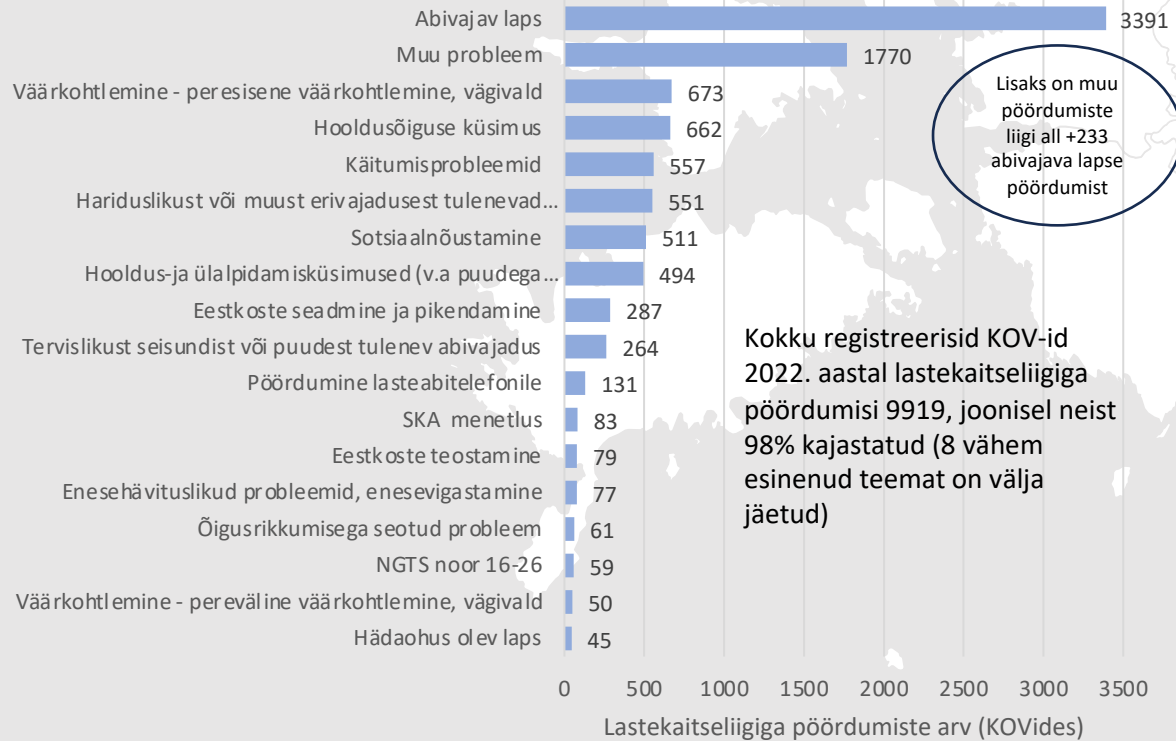 Abivajav laps 3391
Muu probleem 1770
Väärkohtlemine - peresisene väärkohtlemine, vägivald 673
Hooldusõiguse küsimus 662
Käitumisprobleemid 557
Hariduslikust või muust erivajadusest tulenevad... 551
Sotsiaalnõustamine 511
Hooldus-ja ülalpidamisküsimused (v.a puudega... 494
Eestkoste seadmine ja pikendamine 287
Tervislikust seisundist või puudest tulenev abivajadus 264
Pöördumine lasteabitelefonile 131
SKA menetlus 83
Eestkoste teostamine 79
Enesehävituslikud probleemid, enesevigastamine 77
Õigusrikkumisega seotud probleem 61
NGTS noor 16-26 59
Väärkohtlemine - pereväline väärkohtlemine, vägivald 50
Hädaohus olev laps 45
0 500 1000 1500 2000 2500 3000 3500
Lastekaitseliigiga pöördumiste arv (KOVides)
Lisaks on muu
pöördumiste
liigi all +233
abivajava lapse
pöördumist
Kokku registreerisid KOV-id
2022. aastal lastekaitseliigiga
pöördumisi 9919, joonisel neist
98% kajastatud (8 vähem
esinenud teemat on välja
jäetud)